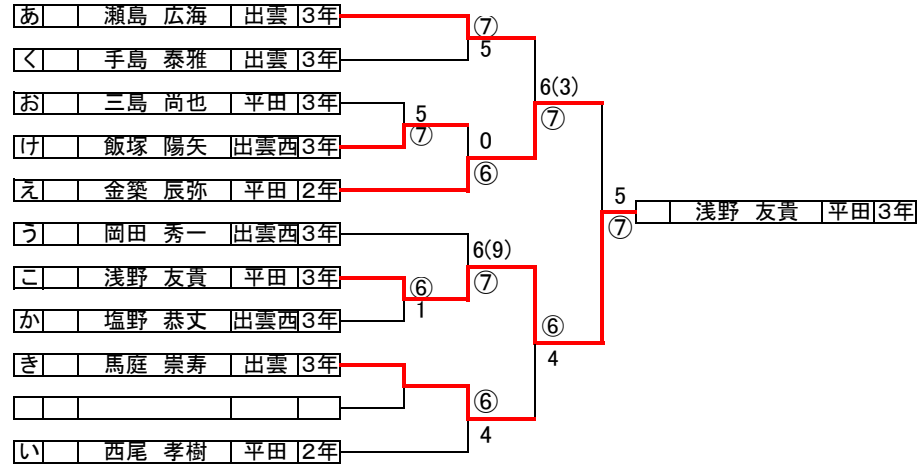 あ 瀬島 広海 出雲 3年
⑦
5
く 手島 泰雅 出雲 3年
6(3)
お 三島 尚也 平田 3年
5
⑦
⑦
け 飯塚 陽矢 出雲西 3年
0
⑥
え 金築 辰弥 平田 2年
5
浅野 友貴 平田 3年
⑦
う 岡田 秀一 出雲西 3年
6(9)
こ 浅野 友貴 平田 3年
⑥
⑦
1
か 塩野 恭丈 出雲西 3年
⑥
4
き 馬庭 崇寿 出雲 3年
⑥
4
い 西尾 孝樹 平田 2年